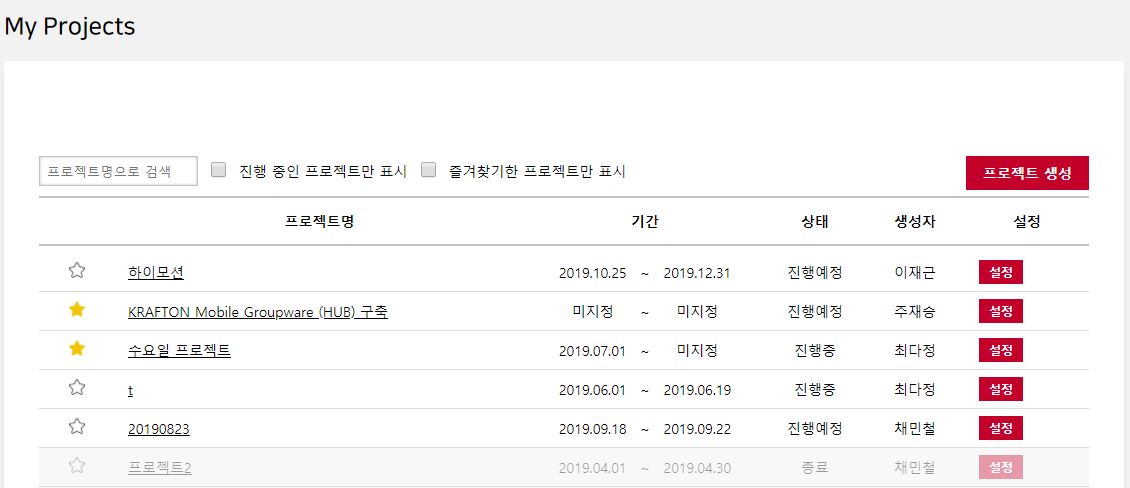 My Projects
프로젝트명으로 검색 진행 중인 프로젝트만 표시 즐겨찾기한 프로젝트만 표시 프로젝트 생성
프로젝트명 기간 상태 생성자 설정
하이모션 2019.10.25 ~ 2019.12.31 진행예정 이재근 설정
KRAFTON Mobile Groupware (HUB) 구축 미지정 ~ 미지정 진행예정 주재승 설정
수요일 프로젝트 2019.07.01 ~ 미지정 진행중 최다정 설정
t 2019.06.01 ~ 2019.06.19 진행중 최다정 설정
20190823 2019.09.18 ~ 2019.09.22 진행예정 채민철 설정
프로젝트2 2019.04.01 ~ 2019.04.30 종료 채민철 설정